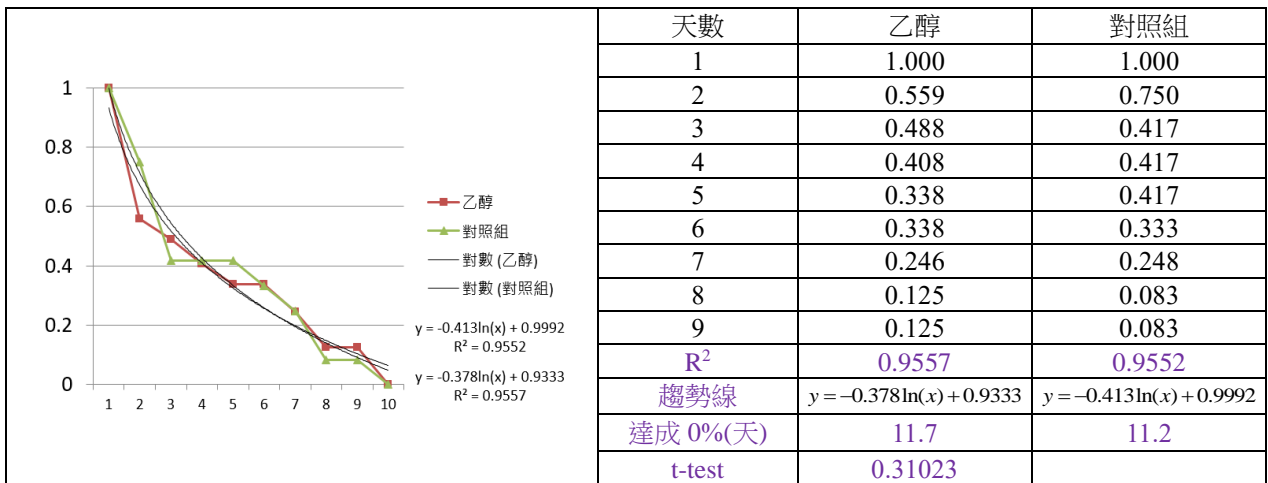 1
0.8
0.6
0.4
0.2
0
1 2 3 4 5 6 7 8 9 10
乙醇
對照組
對數 (乙醇)
對數 (對照組)
y = -0.413ln(x) + 0.9992
R² = 0.9552
y = -0.378ln(x) + 0.9333
R² = 0.9557
天數 乙醇 對照組
1 1.000 1.000
2 0.559 0.750
3 0.488 0.417
4 0.408 0.417
5 0.338 0.417
6 0.338 0.333
7 0.246 0.248
8 0.125 0.083
9 0.125 0.083
R² 0.9557 0.9552
趨勢線 y = −0.378ln(x) + 0.9333 y = −0.413ln(x) + 0.9992
達成 0%(天) 11.7 11.2
t-test 0.31023